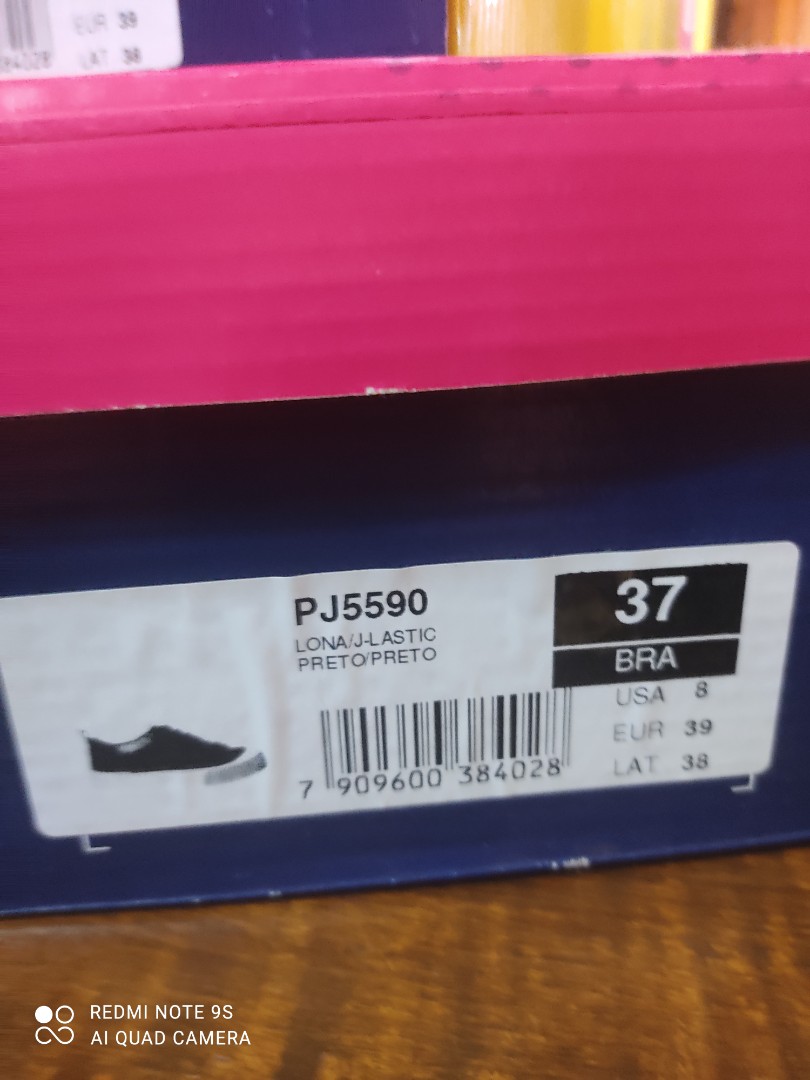 EUR 39
84028 LAT 38
PJ5590
LONA/J-LASTIC
PRETO/PRETO
37
BRA
USA 8
EUR 39
LAT 38
7 909600 384028
REDMI NOTE 9S
AI QUAD CAMERA